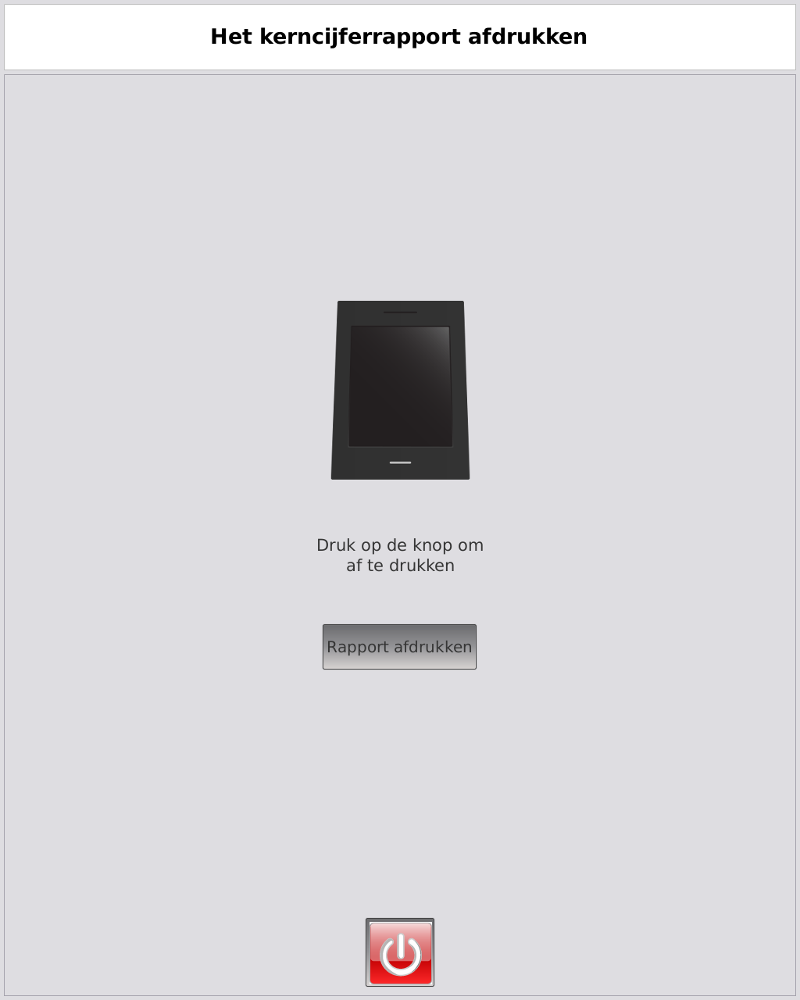 Het kerncijferrapport afdrukken
Druk op de knop om
af te drukken
Rapport afdrukken